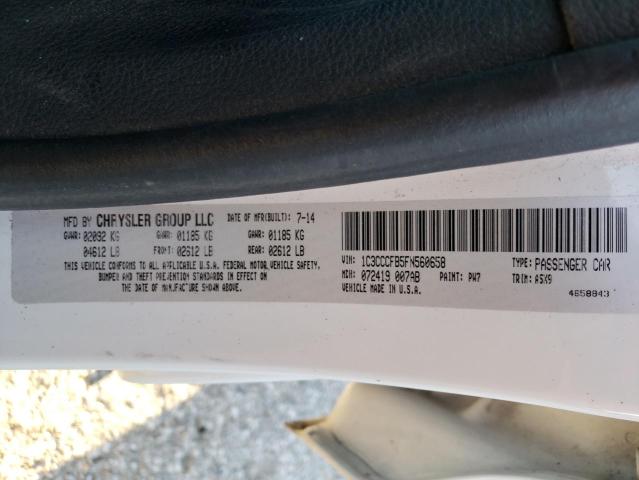 MFD BY CHRYSLER GROUP LLC DATE OF MFR(BUILT): 7-14
GVWR: 02092 KG GAWR: 01185 KG GAWR: 01185 KG
04612 LB FRONT: 02612 LB REAR: 02612 LB
THIS VEHICLE CONFORMS TO ALL APPLICABLE U.S.A. FEDERAL MOTOR VEHICLE SAFETY,
BUMPER AND THEFT PREVENTION STANDARDS IN EFFECT ON
THE DATE OF MANUFACTURE SHOWN ABOVE.
VIN: 1C3CCCFB5FN560658 TYPE: PASSENGER CAR
MDH: 072419 007AB PAINT: PW7 TRIM: A5X9
VEHICLE MADE IN U.S.A. 4658843